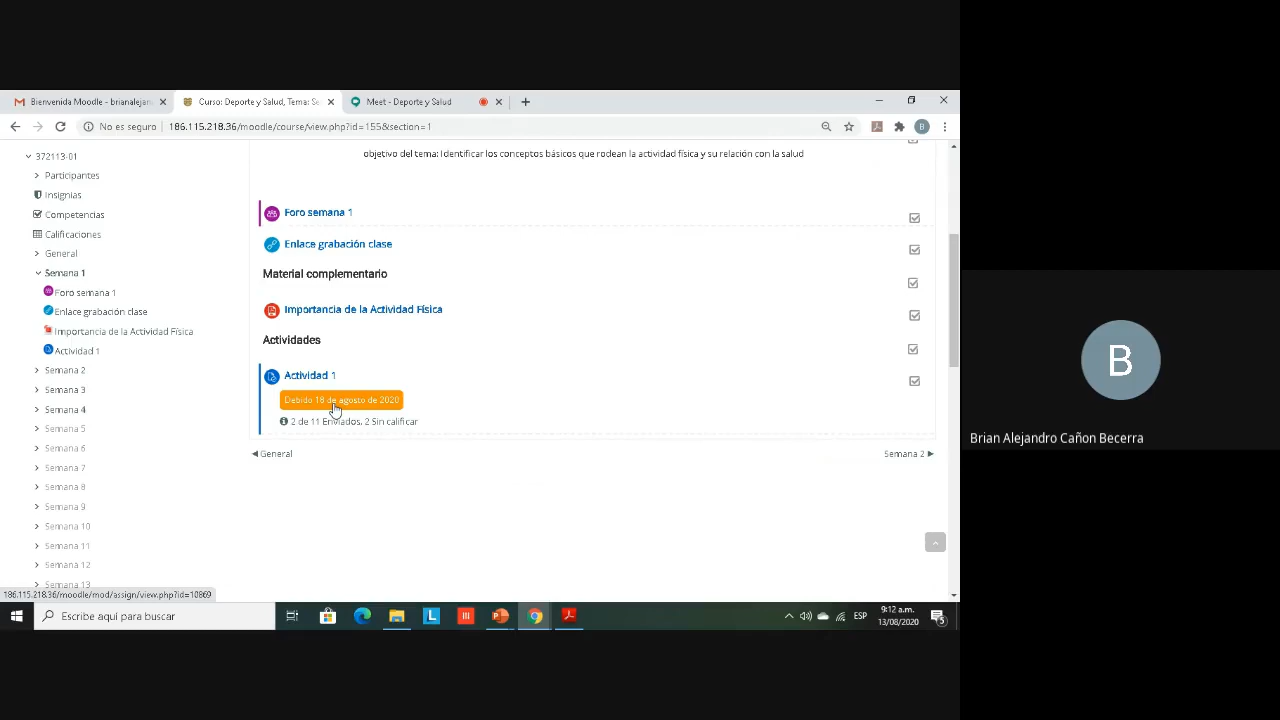 Bienvenida Moodle - brianalejan
Curso: Deporte y Salud, Tema: Se
Meet - Deporte y Salud
No es seguro
186.115.218.36/moodle/course/view.php?id=155&section=1
B
372113-01
Participantes
Insignias
Competencias
Calificaciones
General
Semana 1
Foro semana 1
Enlace grabación clase
Importancia de la Actividad Física
Actividad 1
Semana 2
Semana 3
Semana 4
Semana 5
Semana 6
Semana 7
Semana 8
Semana 9
Semana 10
Semana 11
Semana 12
Semana 13
objetivo del tema: Identificar los conceptos básicos que rodean la actividad física y su relación con la salud
Foro semana 1
Enlace grabación clase
Material complementario
Importancia de la Actividad Física
Actividades
Actividad 1
Debido 18 de agosto de 2020
2 de 11 Enviados, 2 Sin calificar
◀ General
Semana 2 ▶
186.115.218.36/moodle/mod/assign/view.php?id=10869
Escribe aquí para buscar
L
ESP
9:12 a.m.
13/08/2020
5
B
Brian Alejandro Cañon Becerra